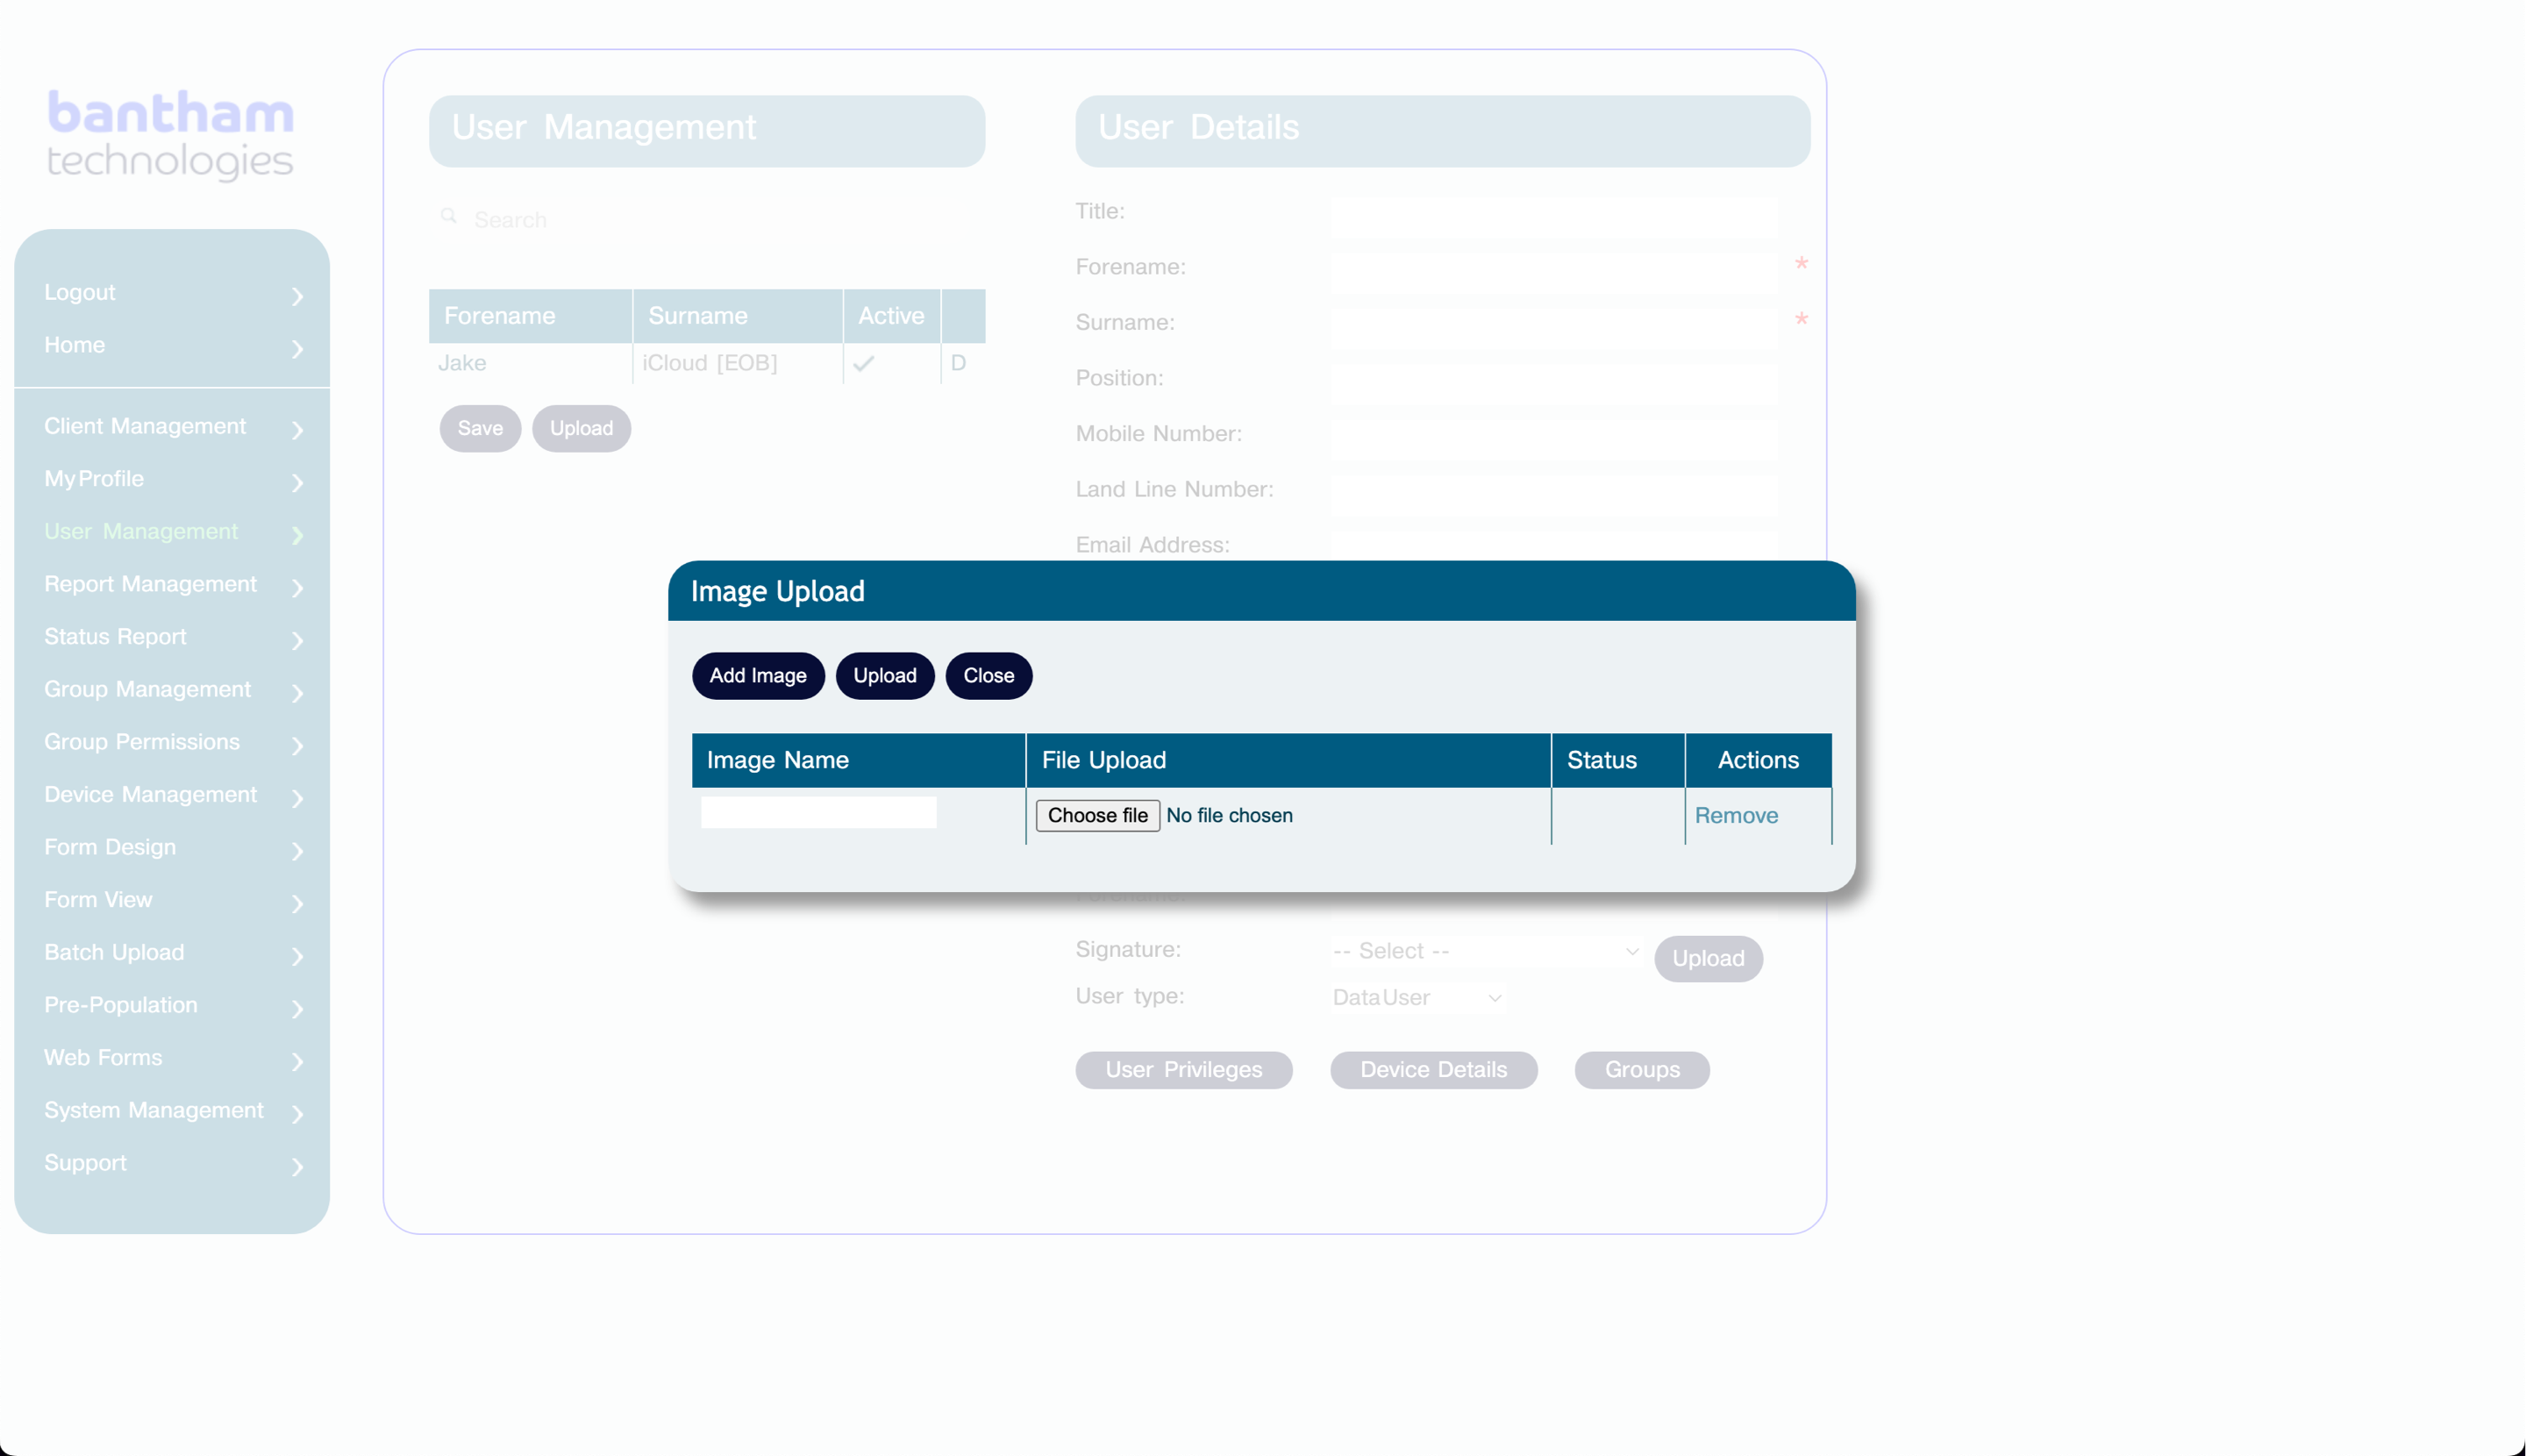 bantham
technologies
Logout
Home
Client Management
My Profile
User Management
Report Management
Status Report
Group Management
Group Permissions
Device Management
Form Design
Form View
Batch Upload
Pre-Population
Web Forms
System Management
Support
User Management
Search
Forename Surname Active
Jake iCloud [EOB] D
Save Upload
User Details
Title:
Forename: *
Surname: *
Position:
Mobile Number:
Land Line Number:
Email Address:
Image Upload
Add Image Upload Close
Image Name File Upload Status Actions
Choose file No file chosen Remove
Signature: -- Select -- Upload
User type: DataUser
User Privileges Device Details Groups